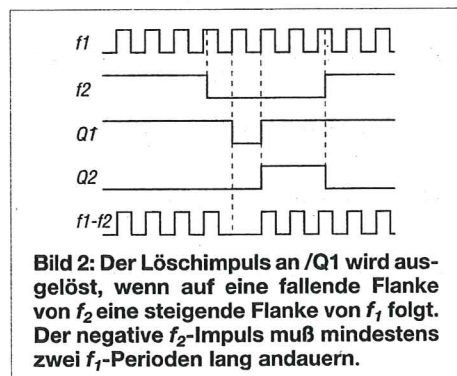 f1
f2
Q1
Q2
f1-f2
Bild 2: Der Löschimpuls an /Q1 wird aus-
gelöst, wenn auf eine fallende Flanke
von f2 eine steigende Flanke von f1 folgt.
Der negative f2-Impuls muß mindestens
zwei f1-Perioden lang andauern.